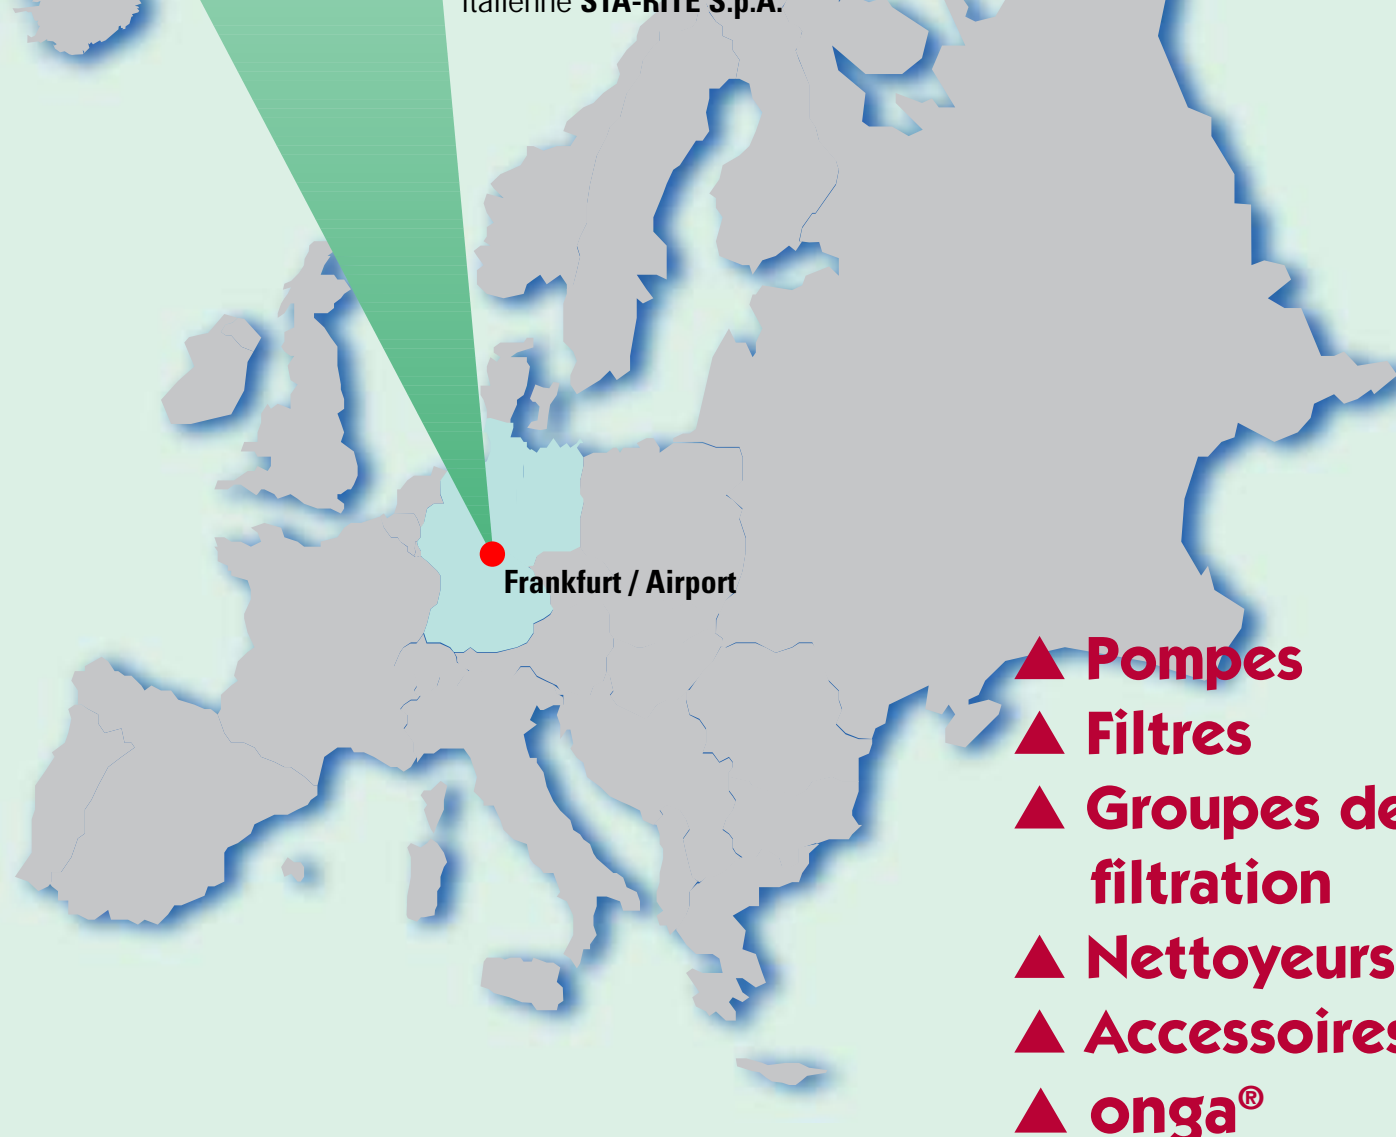 italienne STA-RITE S.p.A.
Frankfurt / Airport
▲ Pompes
▲ Filtres
▲ Groupes de
filtration
▲ Nettoyeurs
▲ Accessoires
▲ onga®